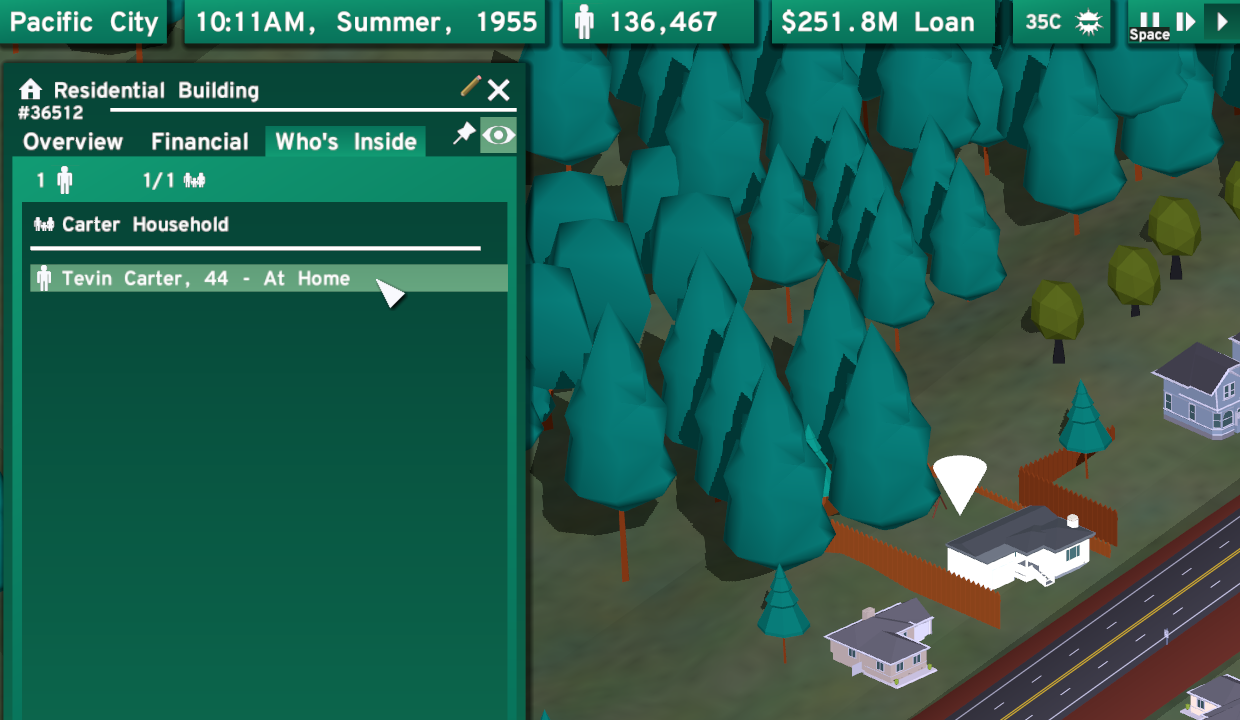 Pacific City
10:11AM, Summer, 1955
136,467
$251.8M Loan
35C
Space
Residential Building
#36512
Overview Financial Who's Inside
1 1/1
Carter Household
Tevin Carter, 44 - At Home